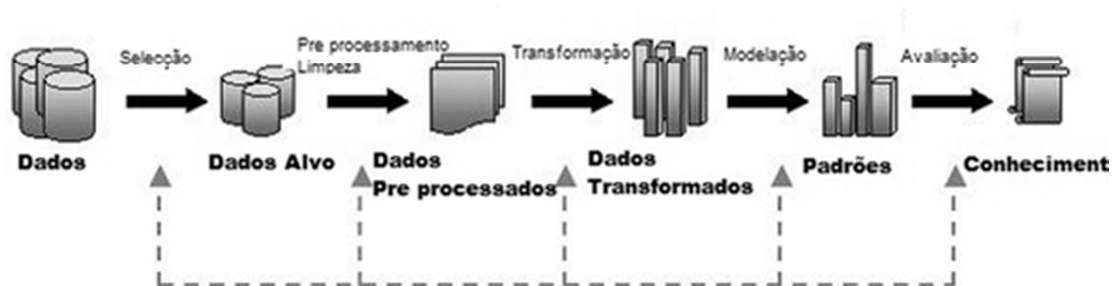 Selecção
Pre processamento
Limpeza
Transformação
Modelação
Avaliação
Dados
Dados Alvo
Dados
Pre processados
Dados
Transformados
Padrões
Conheciment